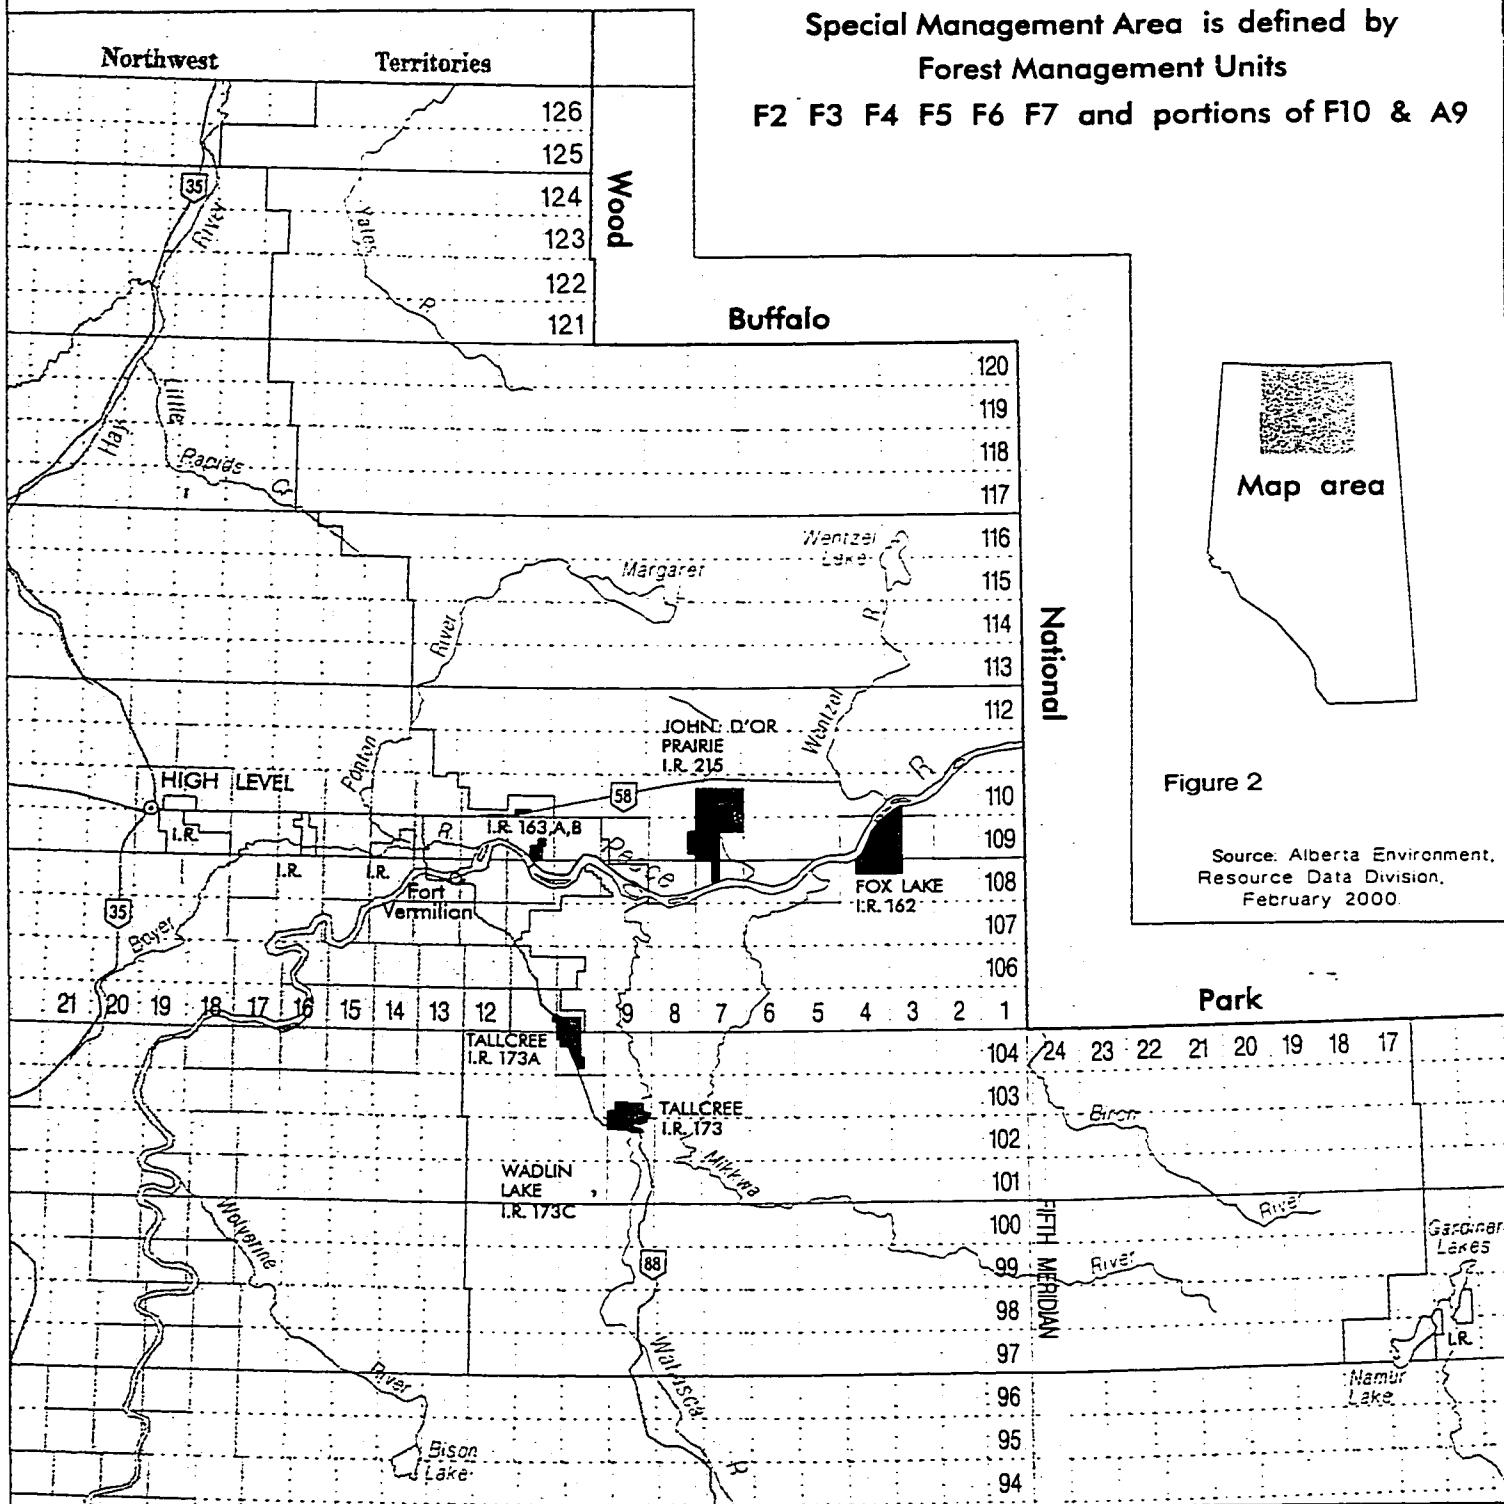 Special Management Area is defined by
Forest Management Units
F2 F3 F4 F5 F6 F7 and portions of F10 & A9
Northwest Territories
126
125
124
123
122
121
35
River
Yates
R.
Wood
Buffalo
120
119
118
117
116
115
114
113
112
110
109
108
107
106
Hay
Little
Rapids
Wentzel
Lake
Margaret
River
R
Wentzel
National
Map area
JOHN D'OR
PRAIRIE
I.R. 215
Ponton
HIGH LEVEL
58
R
Figure 2
I.R.
R.
I.R. 163,A,B
Peace
I.R.
I.R.
Fort
Vermilian
FOX LAKE
I.R. 162
Source: Alberta Environment,
Resource Data Division,
February 2000.
35
Boyer
Park
21 20 19 18 17 16 15 14 13 12 9 8 7 6 5 4 3 2 1
TALLCREE
I.R. 173A
104
103
102
101
100
99
98
97
96
95
94
24 23 22 21 20 19 18 17
TALLCREE
I.R. 173
Birch
River
WADLIN
LAKE
I.R. 173C
Mikkwa
River
FIFTH MERIDIAN
Gardiner
Lakes
Wolverine
River
88
I.R.
Namur
Lake
Wabasca
R
Bison
Lake